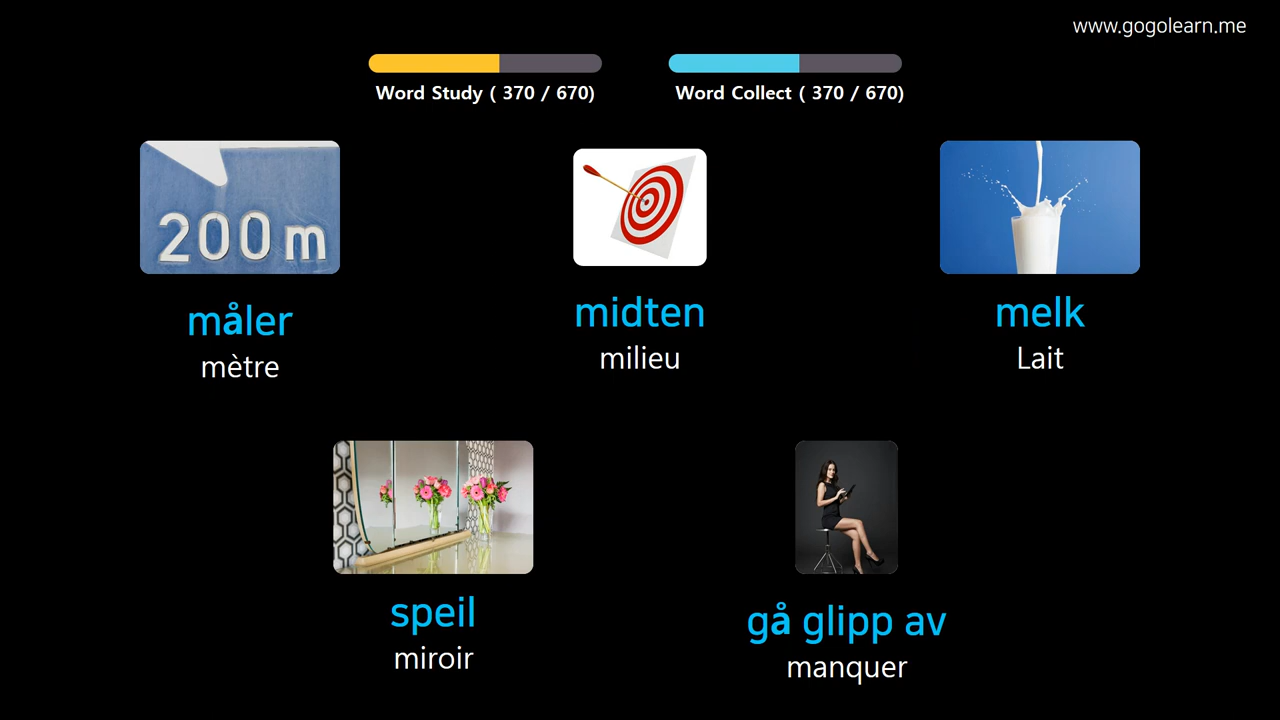 www.gogolearn.me
Word Study ( 370 / 670)
Word Collect ( 370 / 670)
200m
måler
mètre
midten
milieu
melk
Lait
speil
miroir
gå glipp av
manquer